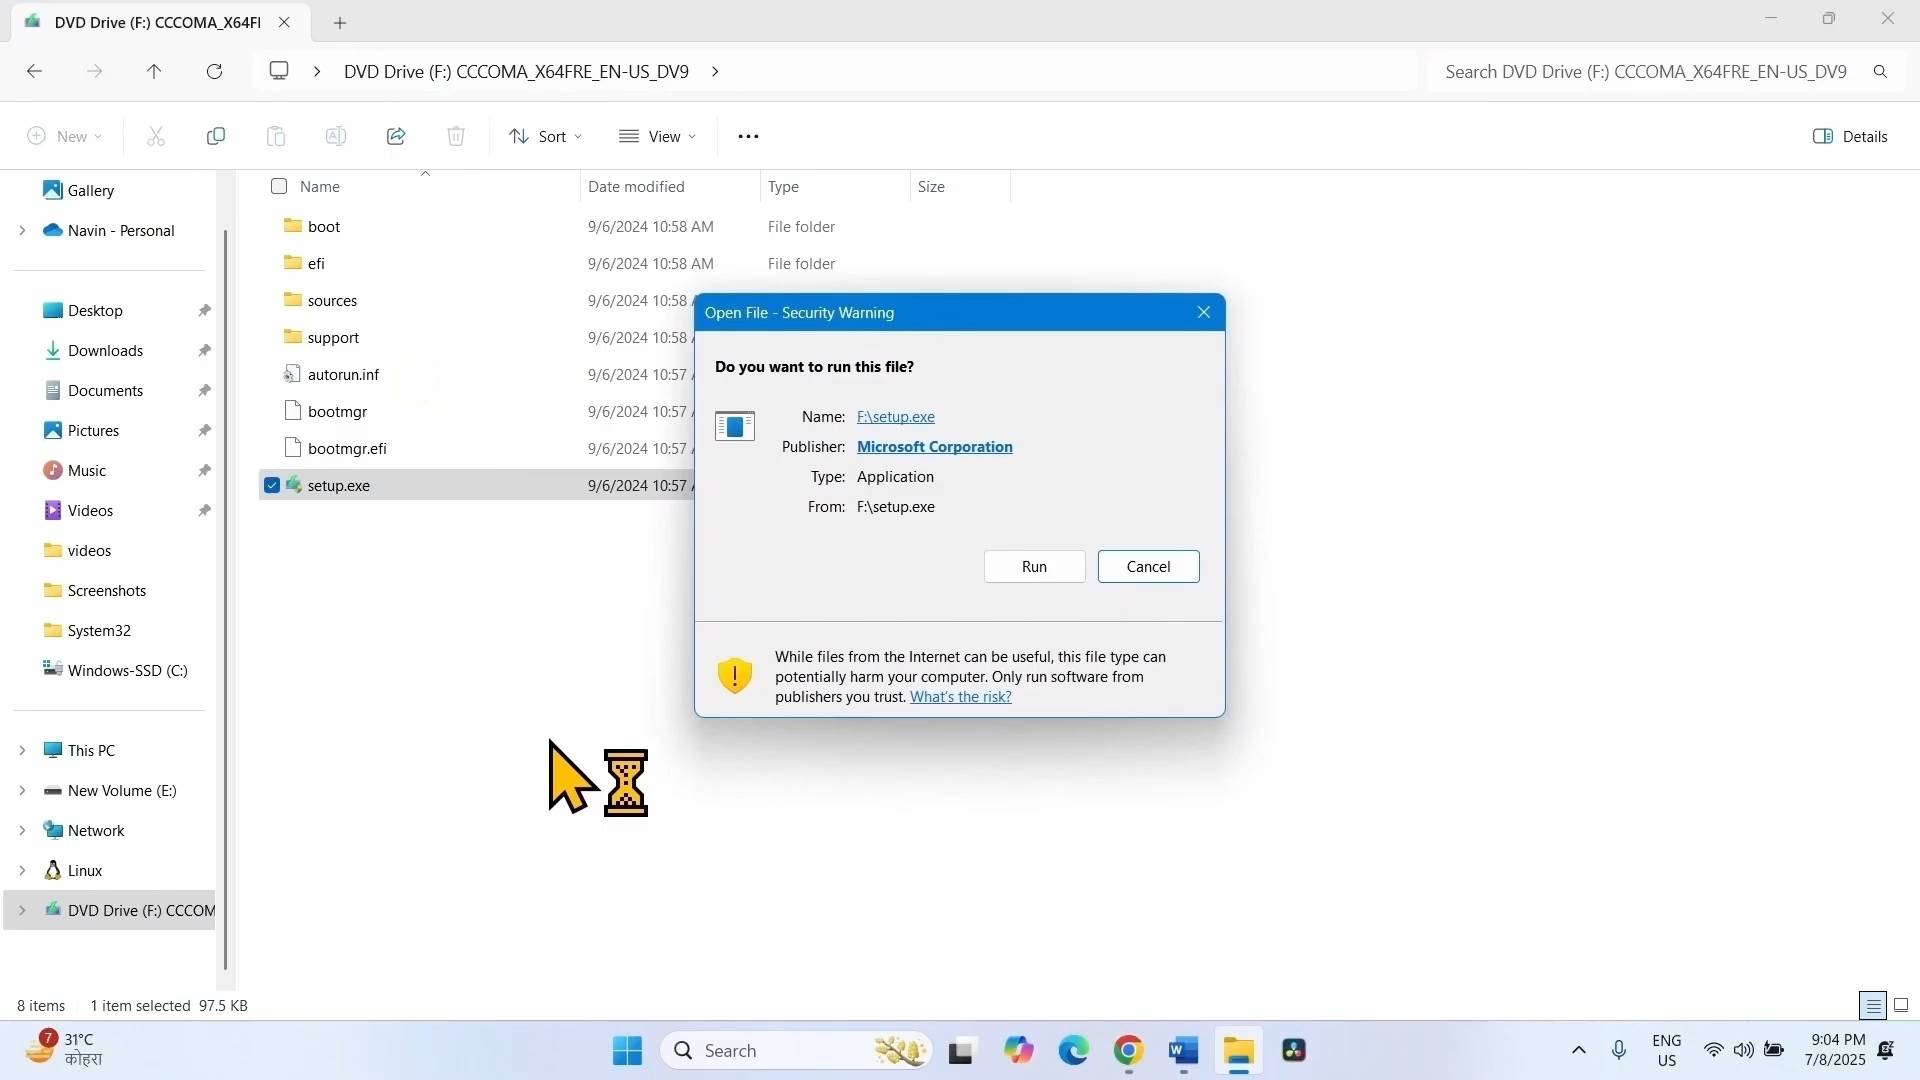 DVD Drive (F:) CCCOMA_X64FI
DVD Drive (F:) CCCOMA_X64FRE_EN-US_DV9
Search DVD Drive (F:) CCCOMA_X64FRE_EN-US_DV9
New
Sort
View
Details
Gallery
Navin - Personal
Desktop
Downloads
Documents
Pictures
Music
Videos
videos
Screenshots
System32
Windows-SSD (C:)
This PC
New Volume (E:)
Network
Linux
DVD Drive (F:) CCCOM
Name Date modified Type Size
boot 9/6/2024 10:58 AM File folder
efi 9/6/2024 10:58 AM File folder
sources 9/6/2024 10:58
support 9/6/2024 10:58
autorun.inf 9/6/2024 10:57
bootmgr 9/6/2024 10:57
bootmgr.efi 9/6/2024 10:57
setup.exe 9/6/2024 10:57
Open File - Security Warning
Do you want to run this file?
Name: F:\setup.exe
Publisher: Microsoft Corporation
Type: Application
From: F:\setup.exe
Run Cancel
While files from the Internet can be useful, this file type can
potentially harm your computer. Only run software from
publishers you trust. What's the risk?
8 items 1 item selected 97.5 KB
7
31°C
कोहरा
Search
ENG
US
9:04 PM
7/8/2025